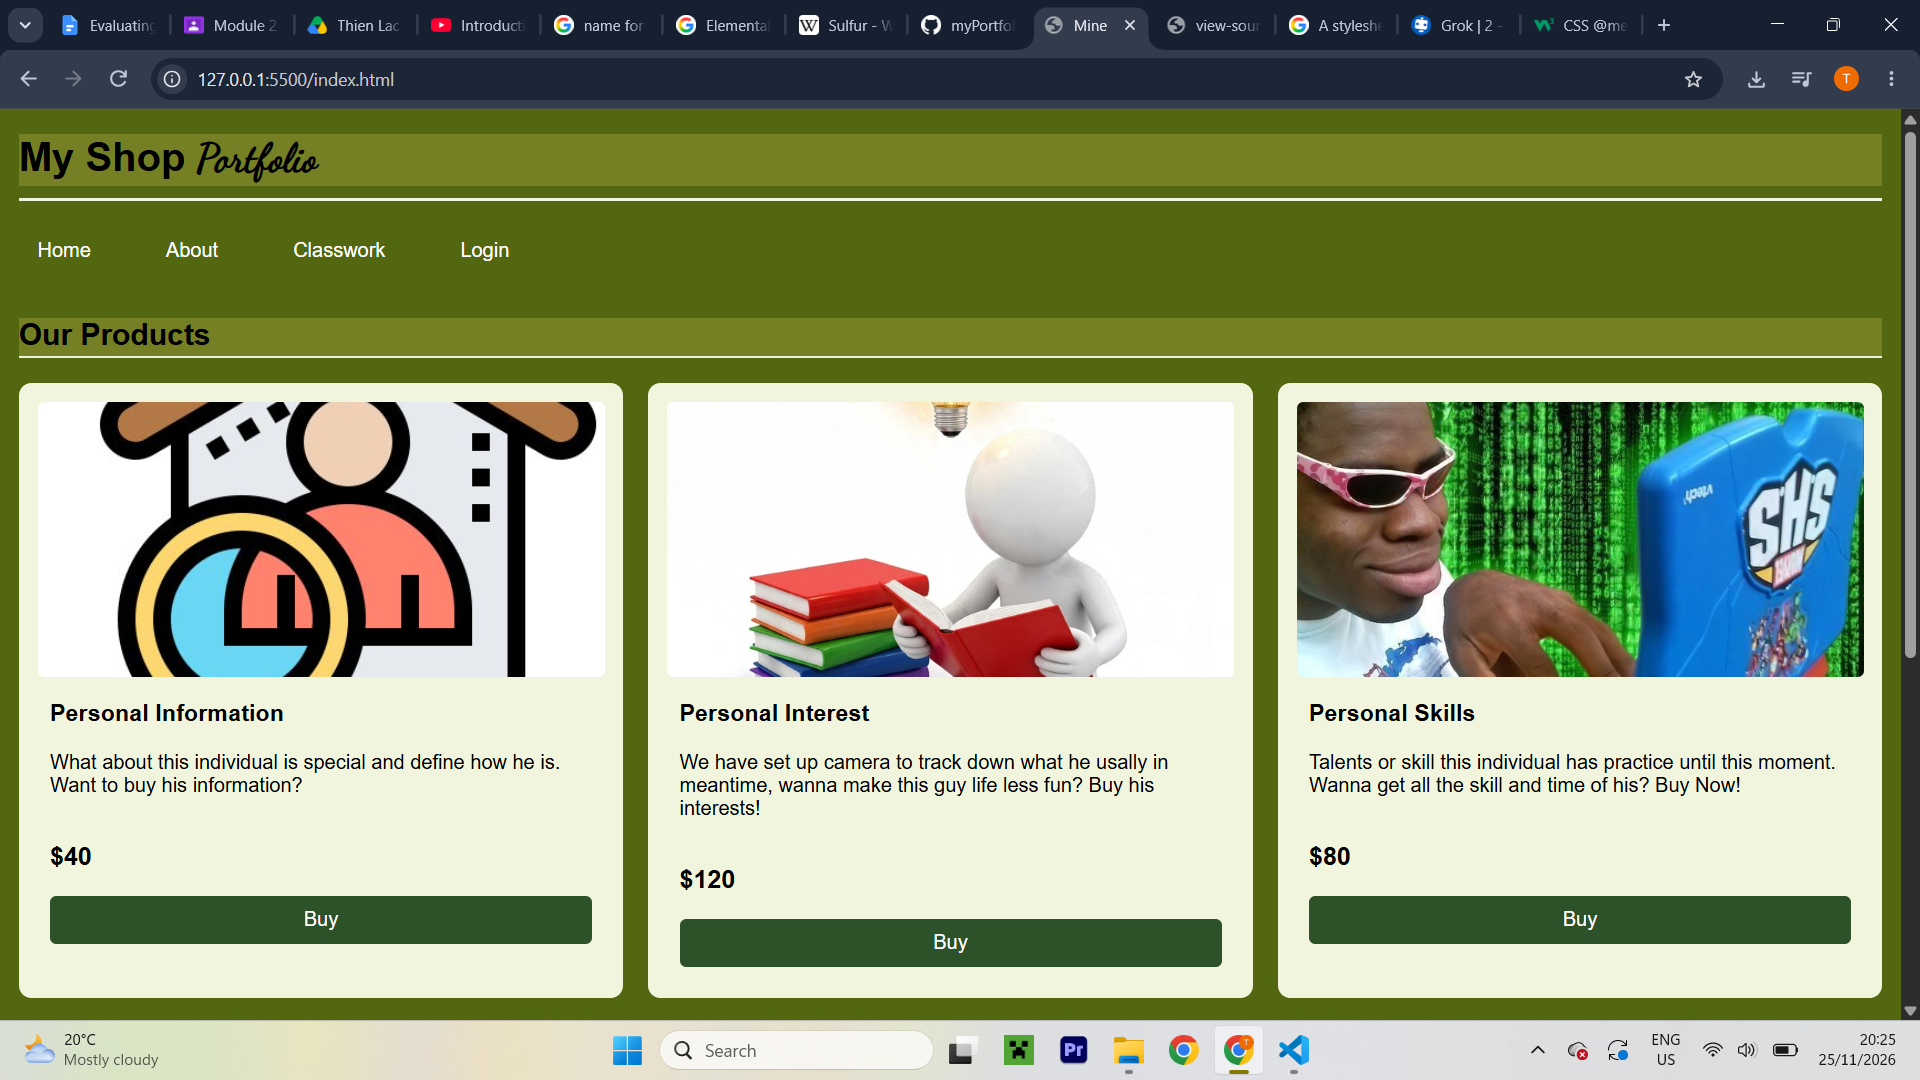 Evaluating
Module 2
Thien Lac
Introducti
name for
Elementa
Sulfur - W
myPortfol
Mine
view-sour
A styleshe
Grok | 2 -
CSS @me
127.0.0.1:5500/index.html
T
My Shop Portfolio
Home About Classwork Login
Our Products
vtech
SHS
Personal Information
What about this individual is special and define how he is.
Want to buy his information?
$40
Buy
Personal Interest
We have set up camera to track down what he usally in
meantime, wanna make this guy life less fun? Buy his
interests!
$120
Buy
Personal Skills
Talents or skill this individual has practice until this moment.
Wanna get all the skill and time of his? Buy Now!
$80
Buy
20°C
Mostly cloudy
Search
Pr
T
ENG
US
20:25
25/11/2026